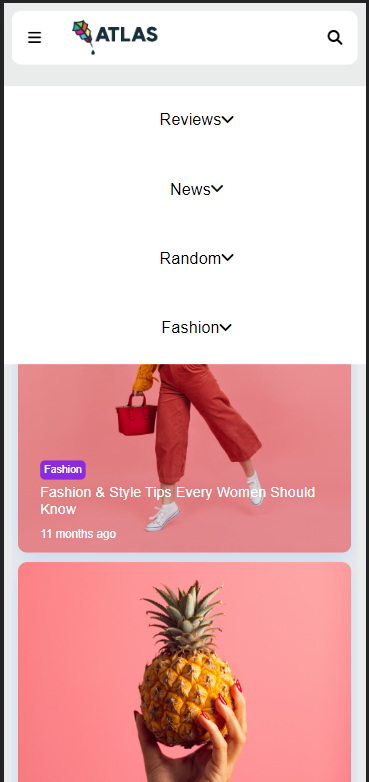 ATLAS
Reviews
News
Random
Fashion
Fashion
Fashion & Style Tips Every Women Should
Know
11 months ago